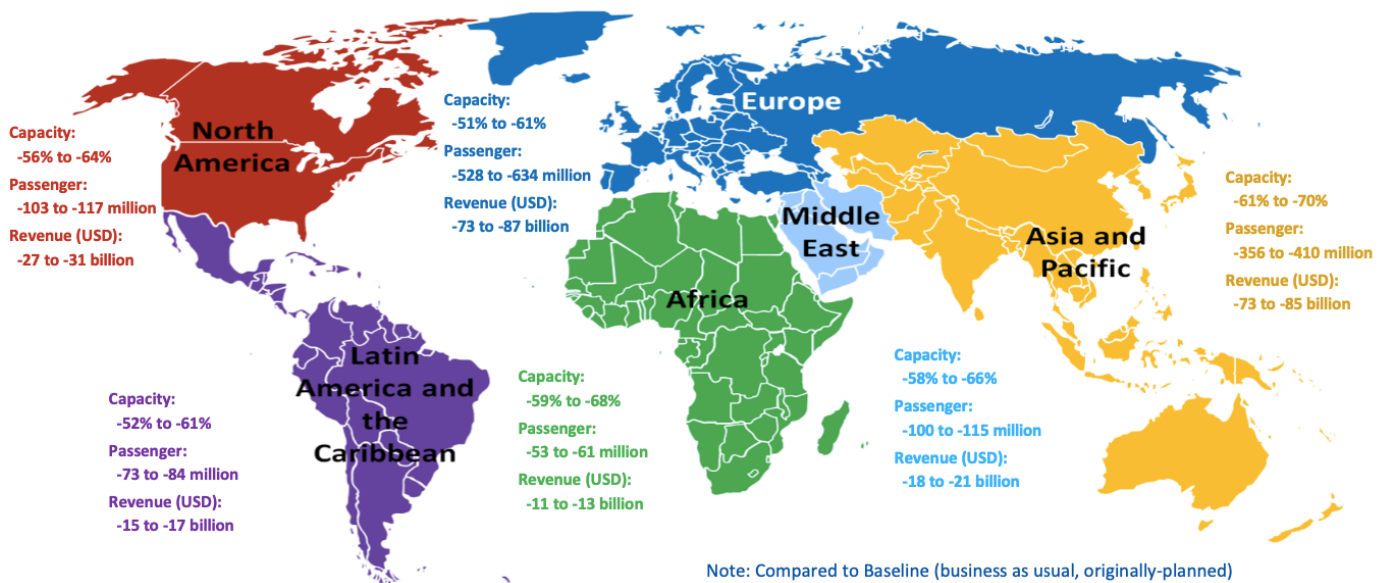 North
America
Capacity:
-56% to -64%
Passenger:
-103 to -117 million
Revenue (USD):
-27 to -31 billion
Capacity:
-51% to -61%
Passenger:
-528 to -634 million
Revenue (USD):
-73 to -87 billion
Europe
Middle
East
Asia and
Pacific
Capacity:
-61% to -70%
Passenger:
-356 to -410 million
Revenue (USD):
-73 to -85 billion
Africa
Latin
America and
the
Caribbean
Capacity:
-52% to -61%
Passenger:
-73 to -84 million
Revenue (USD):
-15 to -17 billion
Capacity:
-59% to -68%
Passenger:
-53 to -61 million
Revenue (USD):
-11 to -13 billion
Capacity:
-58% to -66%
Passenger:
-100 to -115 million
Revenue (USD):
-18 to -21 billion
Note: Compared to Baseline (business as usual, originally-planned)